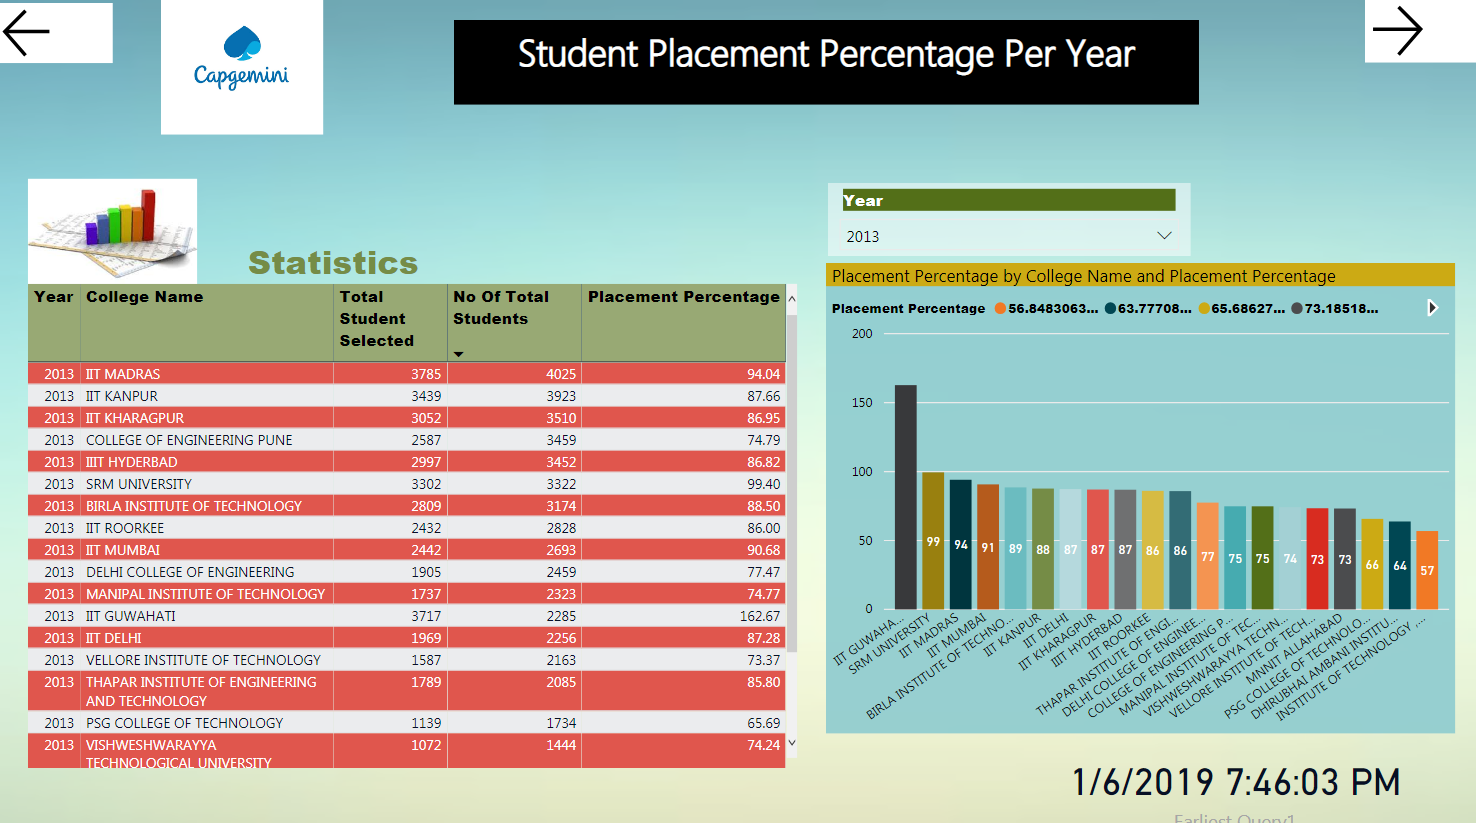 Capgemini
Student Placement Percentage Per Year
Statistics
Year College Name Total Student Selected No Of Total Students Placement Percentage
2013 IIT MADRAS 3785 4025 94.04
2013 IIT KANPUR 3439 3923 87.66
2013 IIT KHARAGPUR 3052 3510 86.95
2013 COLLEGE OF ENGINEERING PUNE 2587 3459 74.79
2013 IIIT HYDERBAD 2997 3452 86.82
2013 SRM UNIVERSITY 3302 3322 99.40
2013 BIRLA INSTITUTE OF TECHNOLOGY 2809 3174 88.50
2013 IIT ROORKEE 2432 2828 86.00
2013 IIT MUMBAI 2442 2693 90.68
2013 DELHI COLLEGE OF ENGINEERING 1905 2459 77.47
2013 MANIPAL INSTITUTE OF TECHNOLOGY 1737 2323 74.77
2013 IIT GUWAHATI 3717 2285 162.67
2013 IIT DELHI 1969 2256 87.28
2013 VELLORE INSTITUTE OF TECHNOLOGY 1587 2163 73.37
2013 THAPAR INSTITUTE OF ENGINEERING 1789 2085 85.80
AND TECHNOLOGY
2013 PSG COLLEGE OF TECHNOLOGY 1139 1734 65.69
2013 VISHWESHWARAYYA 1072 1444 74.24
TECHNOLOGICAL UNIVERSITY
Year
2013
Placement Percentage by College Name and Placement Percentage
Placement Percentage 56.8483063... 63.77708... 65.68627... 73.18518...
200
150
100
50
0
99 94 91 89 88 87 87 87 86 86 77 75 75 74 73 73 66 64 57
IIT GUWAHA...
SRM UNIVERSITY
IIT MADRAS
IIT MUMBAI
BIRLA INSTITUTE OF TECHNO...
IIT KANPUR
IIT DELHI
IIT KHARAGPUR
IIIT HYDERBAD
IIT ROORKEE
THAPAR INSTITUTE OF ENGI...
DELHI COLLEGE OF ENGINEE...
COLLEGE OF ENGINEERING P...
MANIPAL INSTITUTE OF TEC...
VISHWESHWARAYYA TECHN...
VELLORE INSTITUTE OF TECH...
MNNIT ALLAHABAD
PSG COLLEGE OF TECHNOLO...
DHIRUBHAI AMBANI INSTITU...
INSTITUTE OF TECHNOLOGY ,...
1/6/2019 7:46:03 PM
Earliest Query1